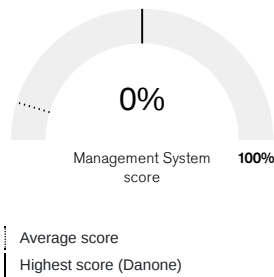 0%
Management System 100%
score
Average score
Highest score (Danone)